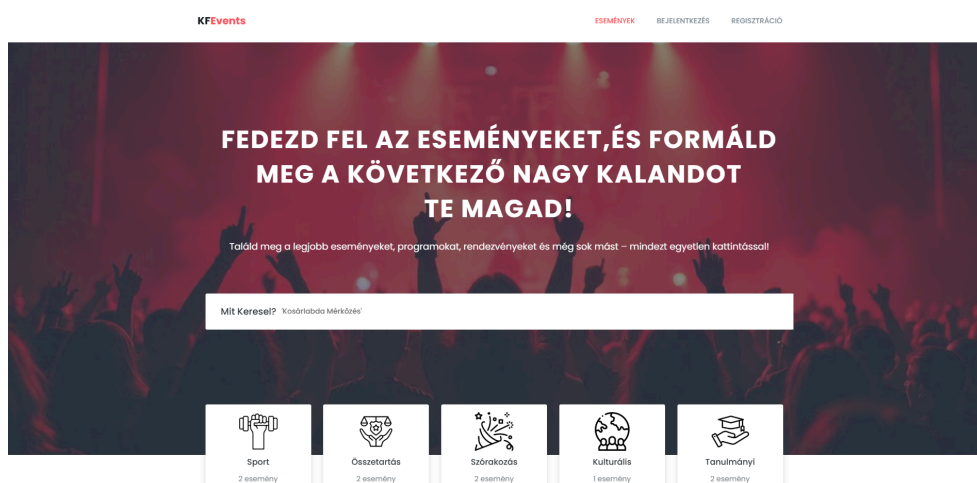 KFEvents
ESEMÉNYEK BEJELENTKEZÉS REGISZTRÁCIÓ
FEDEZD FEL AZ ESEMÉNYEKET,ÉS FORMÁLD
MEG A KÖVETKEZŐ NAGY KALANDOT
TE MAGAD!
Találd meg a legjobb eseményeket, programokat, rendezvényeket és még sok mást – mindezt egyetlen kattintással!
Mit Keresel? 'Kosárlabda Mérkőzés'
Sport Összetartás Szórakozás Kulturális Tanulmányi
2 esemény 2 esemény 2 esemény 1 esemény 2 esemény